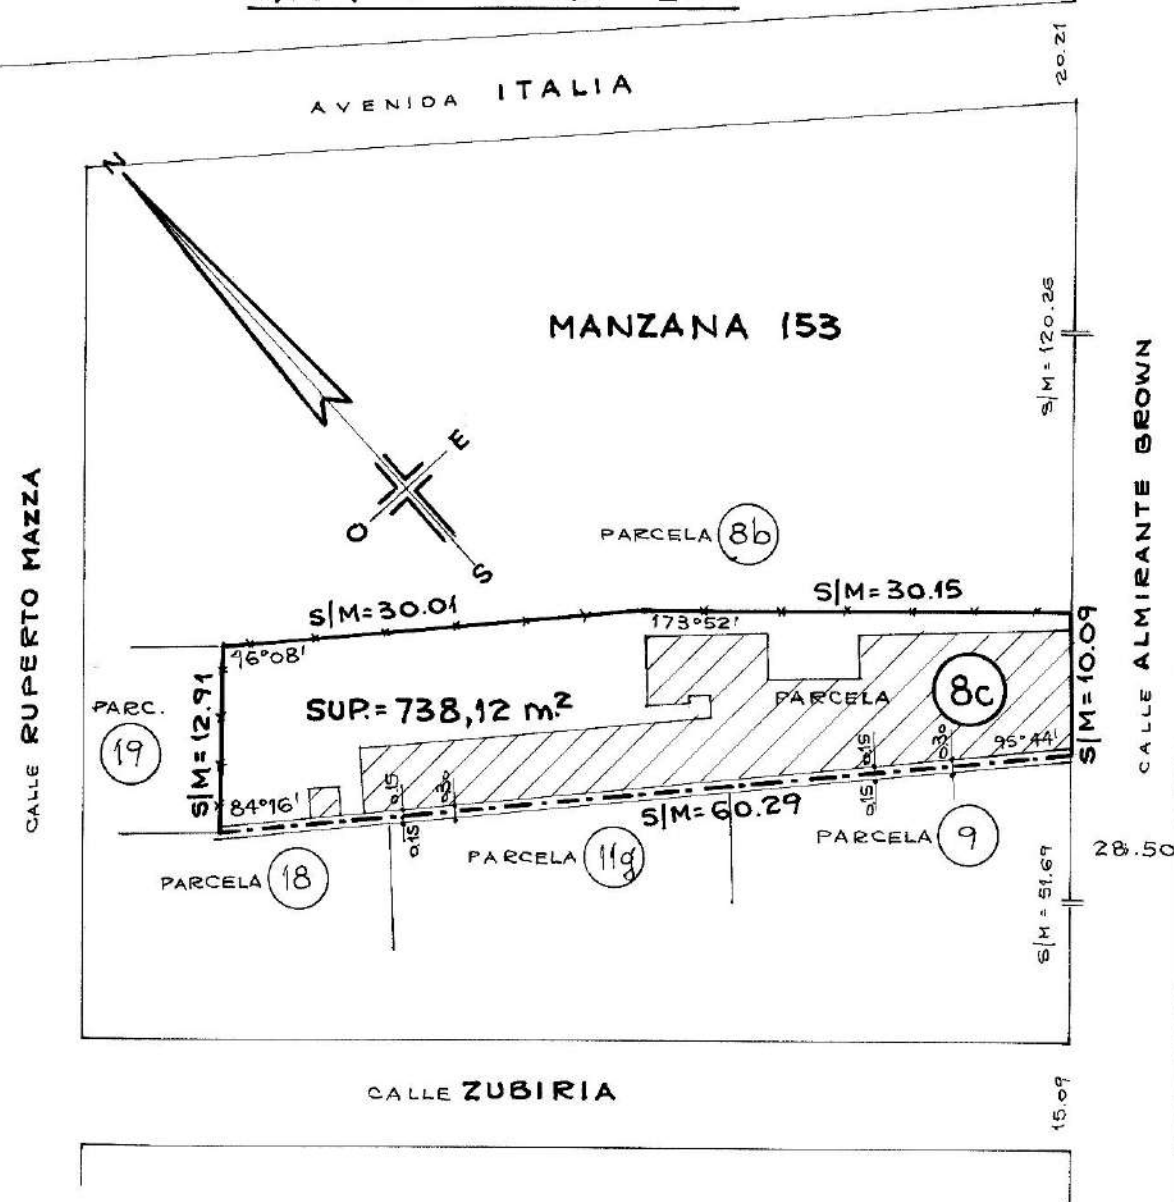 20.21
AVENIDA ITALIA
N
MANZANA 153
S/M=120.26
CALLE ALMIRANTE BROWN
E
O
S
CALLE RUPERTO MAZZA
PARCELA 8b
S/M=30.01
S/M=30.15
173°52'
96°08'
S/M=10.09
PARC.
19
S/M=12.91
SUP.=738,12 m.²
PARCELA 8c
95°44'
0.15
0.30
0.15
0.30
84°16'
S/M=60.29
0.15
0.15
PARCELA 18
PARCELA 11g
PARCELA 9
28.50
S/M=51.69
CALLE ZUBIRIA
15.09